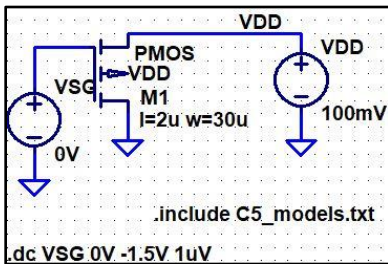 VDD
PMOS
VDD
VDD
VSG
M1
l=2u w=30u
100mV
0V
.include C5_models.txt
.dc VSG 0V -1.5V 1uV